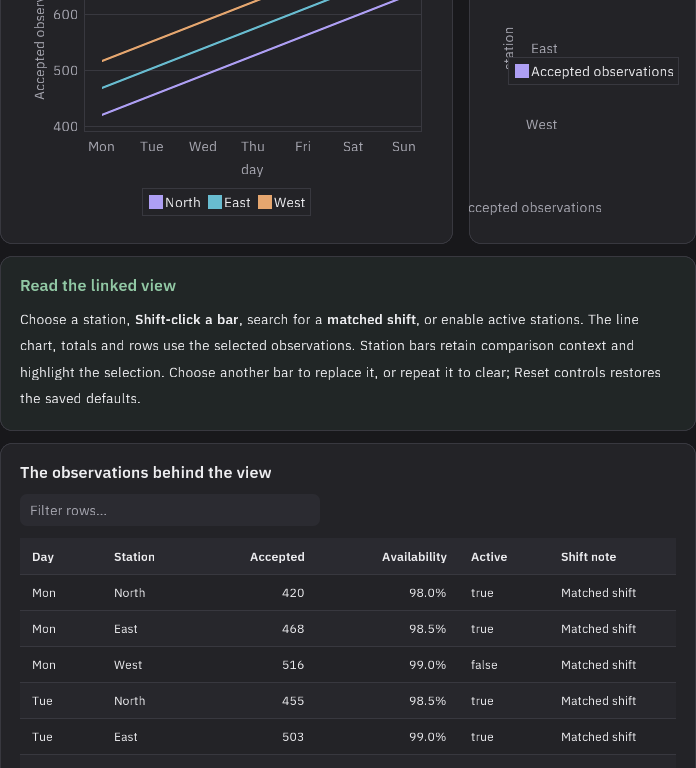 600
500
400
Accepted
Mon Tue Wed Thu Fri Sat Sun
day
North East West
East
Accepted observations
West
observations
Read the linked view
Choose a station, Shift-click a bar, search for a matched shift, or enable active stations. The line
chart, totals and rows use the selected observations. Station bars retain comparison context and
highlight the selection. Choose another bar to replace it, or repeat it to clear; Reset controls restores
the saved defaults.
The observations behind the view
Filter rows...
Day Station Accepted Availability Active Shift note
Mon North 420 98.0% true Matched shift
Mon East 468 98.5% true Matched shift
Mon West 516 99.0% false Matched shift
Tue North 455 98.5% true Matched shift
Tue East 503 99.0% true Matched shift